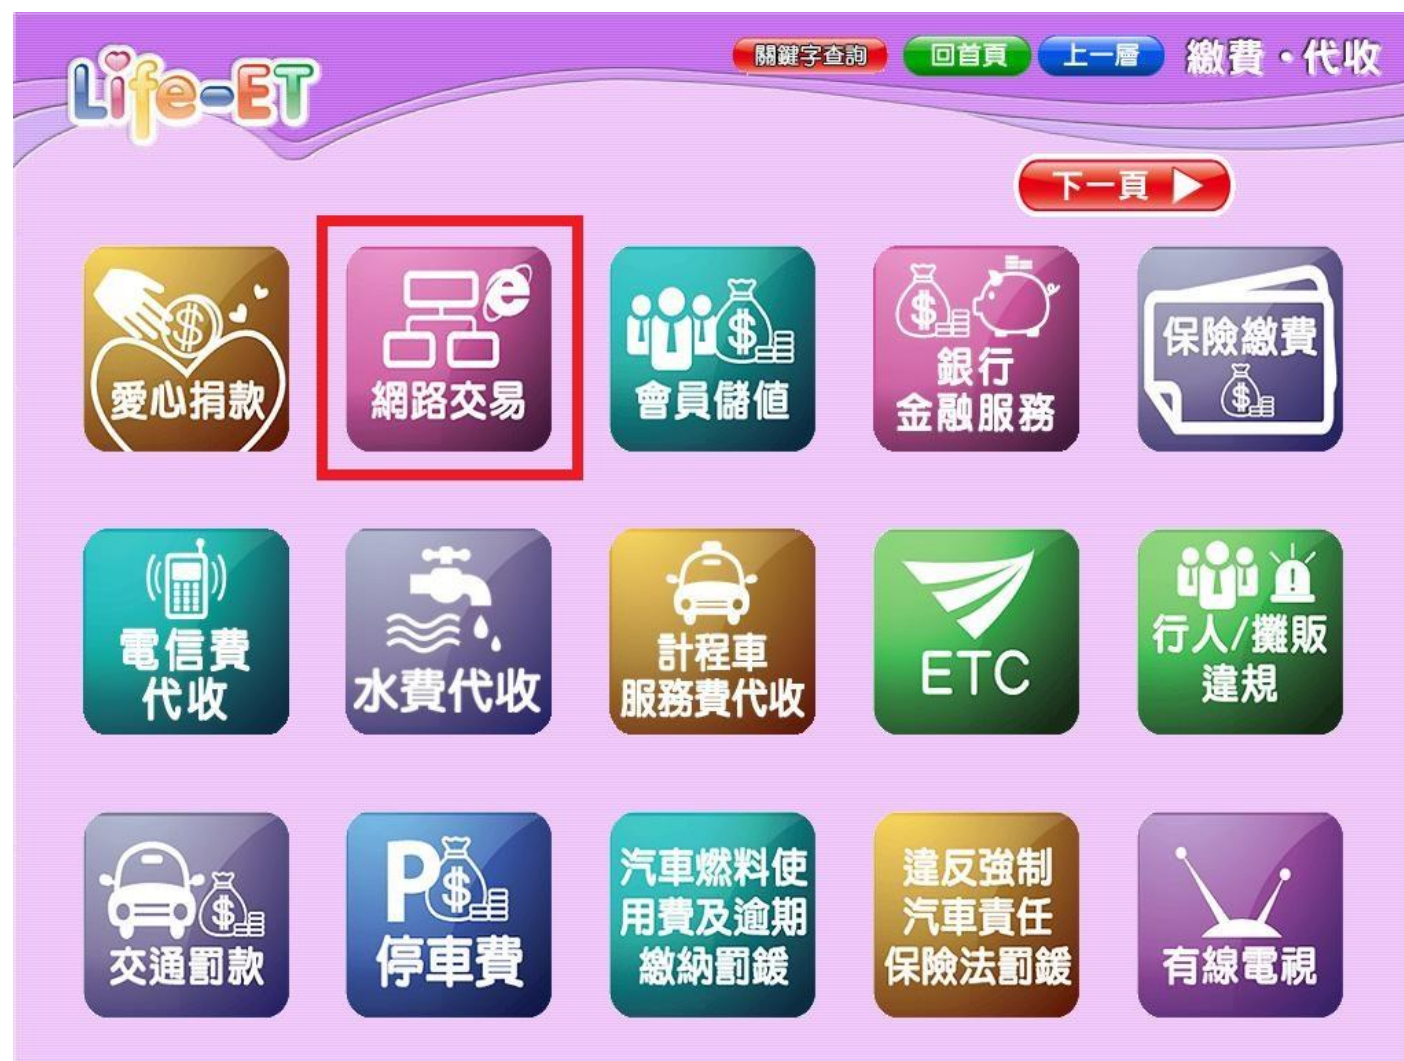 Life-ET
關鍵字查詢
回首頁
上一層
繳費・代收
下一頁
愛心捐款
網路交易
會員儲值
銀行
金融服務
保險繳費
電信費
代收
水費代收
計程車
服務費代收
ETC
行人/攤販
違規
交通罰款
P
停車費
汽車燃料使
用費及逾期
繳納罰鍰
違反強制
汽車責任
保險法罰鍰
有線電視